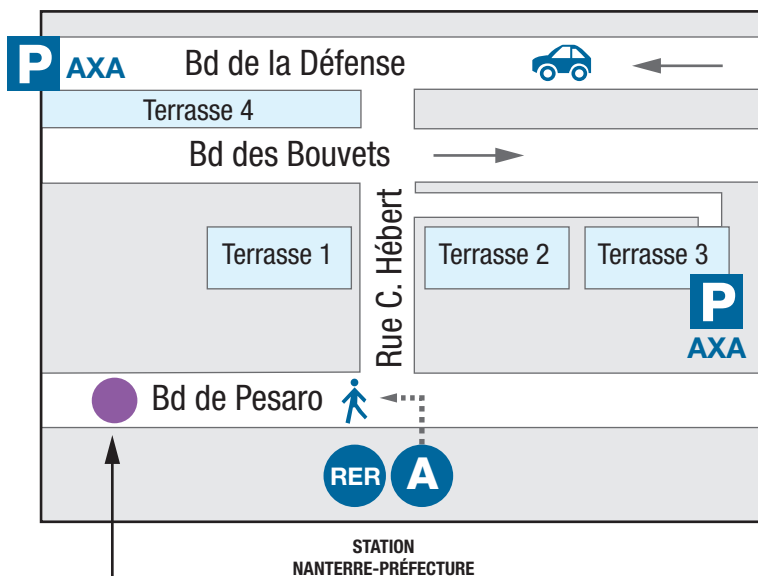 P AXA
Bd de la Défense
Terrasse 4
Bd des Bouvets
Rue C. Hébert
Terrasse 1
Terrasse 2
Terrasse 3
P
AXA
Bd de Pesaro
RER A
STATION
NANTERRE-PRÉFECTURE